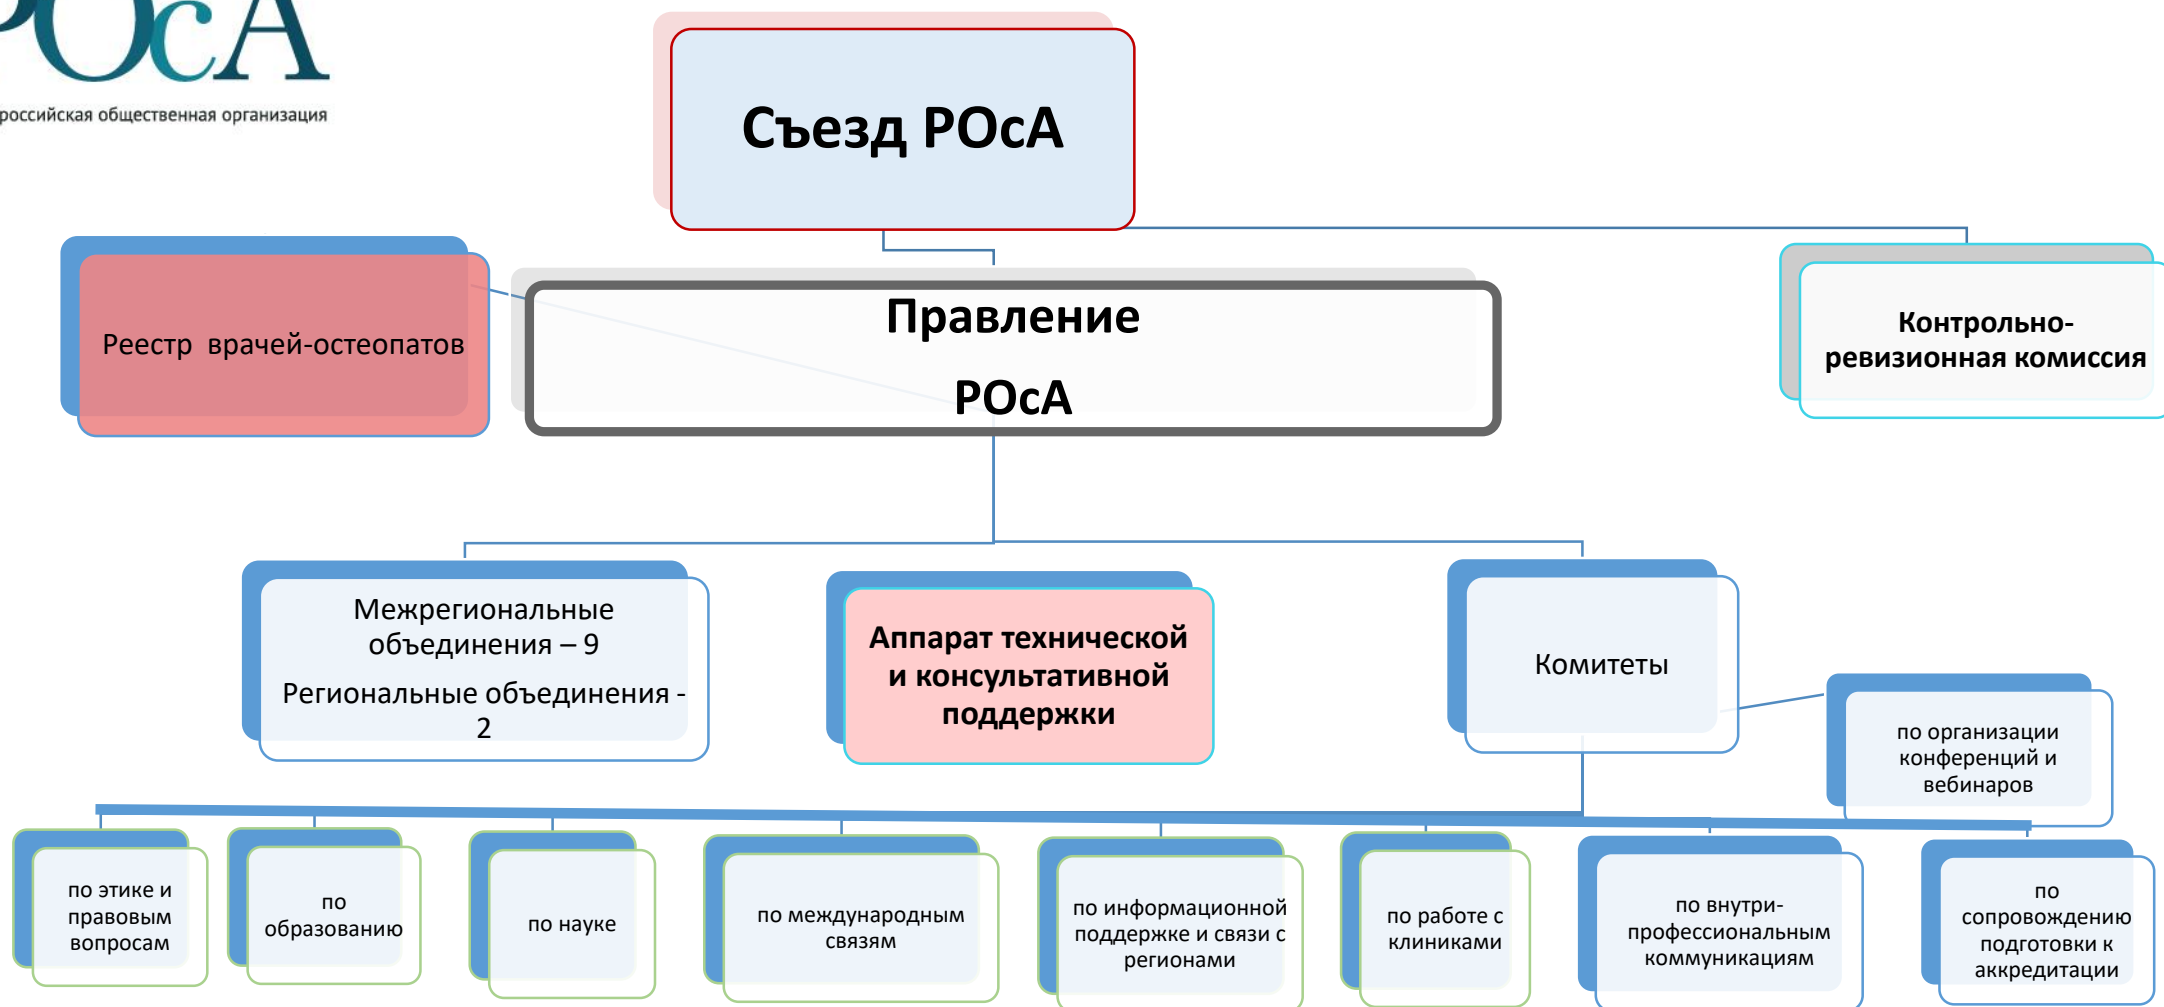 РОсА
российская общественная организация
Съезд РОсА
Реестр врачей-остеопатов
Правление
РОсА
Контрольно-
ревизионная комиссия
Межрегиональные
объединения – 9
Региональные объединения -
2
Аппарат технической
и консультативной
поддержки
Комитеты
по организации
конференций и
вебинаров
по этике и
правовым
вопросам
по
образованию
по науке
по международным
связям
по информационной
поддержке и связи с
регионами
по работе с
клиниками
по внутри-
профессиональным
коммуникациям
по
сопровождению
подготовки к
аккредитации